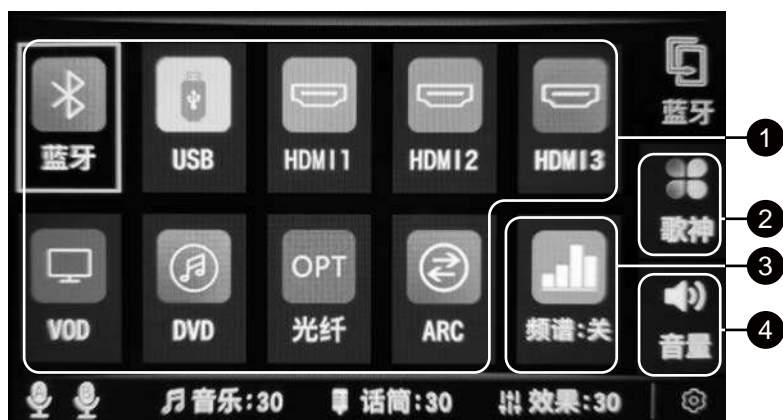 蓝牙
USB
HDMI1
HDMI2
HDMI3
蓝牙
1
歌神
2
VOD
DVD
OPT
光纤
ARC
频谱:关
3
音量
4
音乐:30
话筒:30
效果:30